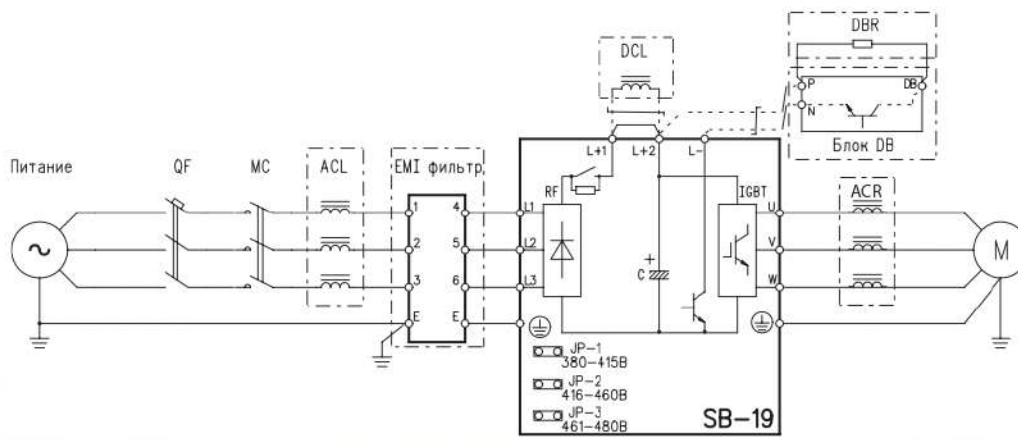 DBR
DCL
P
DB
N
Блок DB
L+1
L+2
L-
Питание
QF
MC
ACL
EMI фильтр
RF
IGBT
ACR
1
4
L1
U
2
5
L2
V
M
3
6
L3
+
C
W
E
E
JP-1
380-415В
JP-2
416-460В
JP-3
461-480В
SB-19